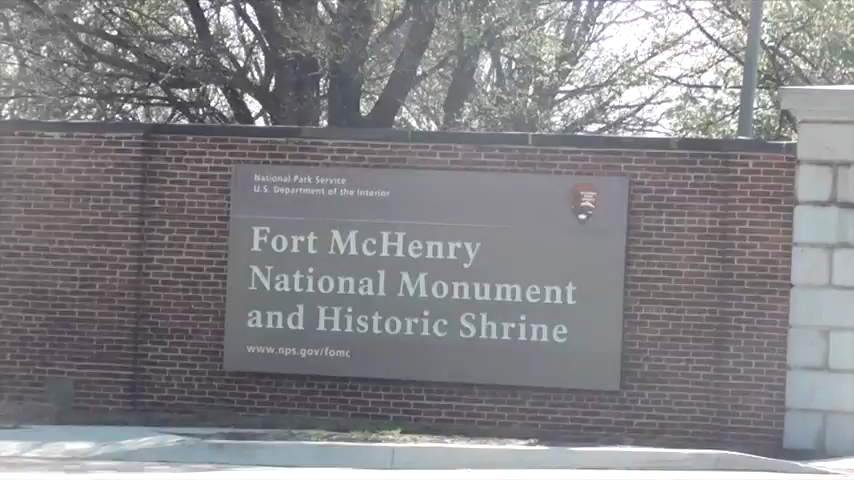 National Park Service
U.S. Department of the Interior
Fort McHenry
National Monument
and Historic Shrine
www.nps.gov/fomc